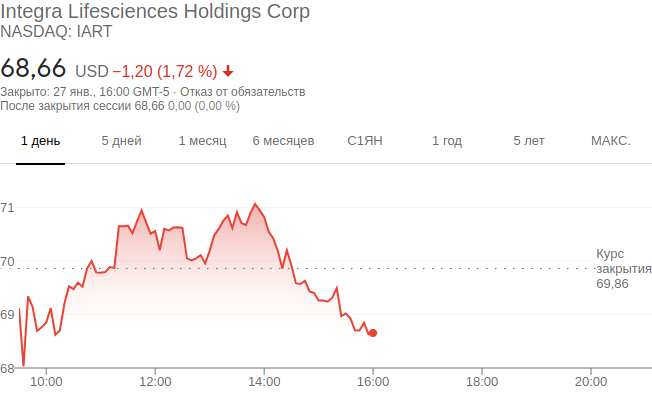 Integra Lifesciences Holdings Corp
NASDAQ: IART
68,66 USD −1,20 (1,72 %)
Закрыто: 27 янв., 16:00 GMT-5 · Отказ от обязательств
После закрытия сессии 68,66 0,00 (0,00 %)
1 день 5 дней 1 месяц 6 месяцев С1ЯН 1 год 5 лет МАКС.
71
70
69
68
Курс
закрытия
69,86
10:00 12:00 14:00 16:00 18:00 20:00